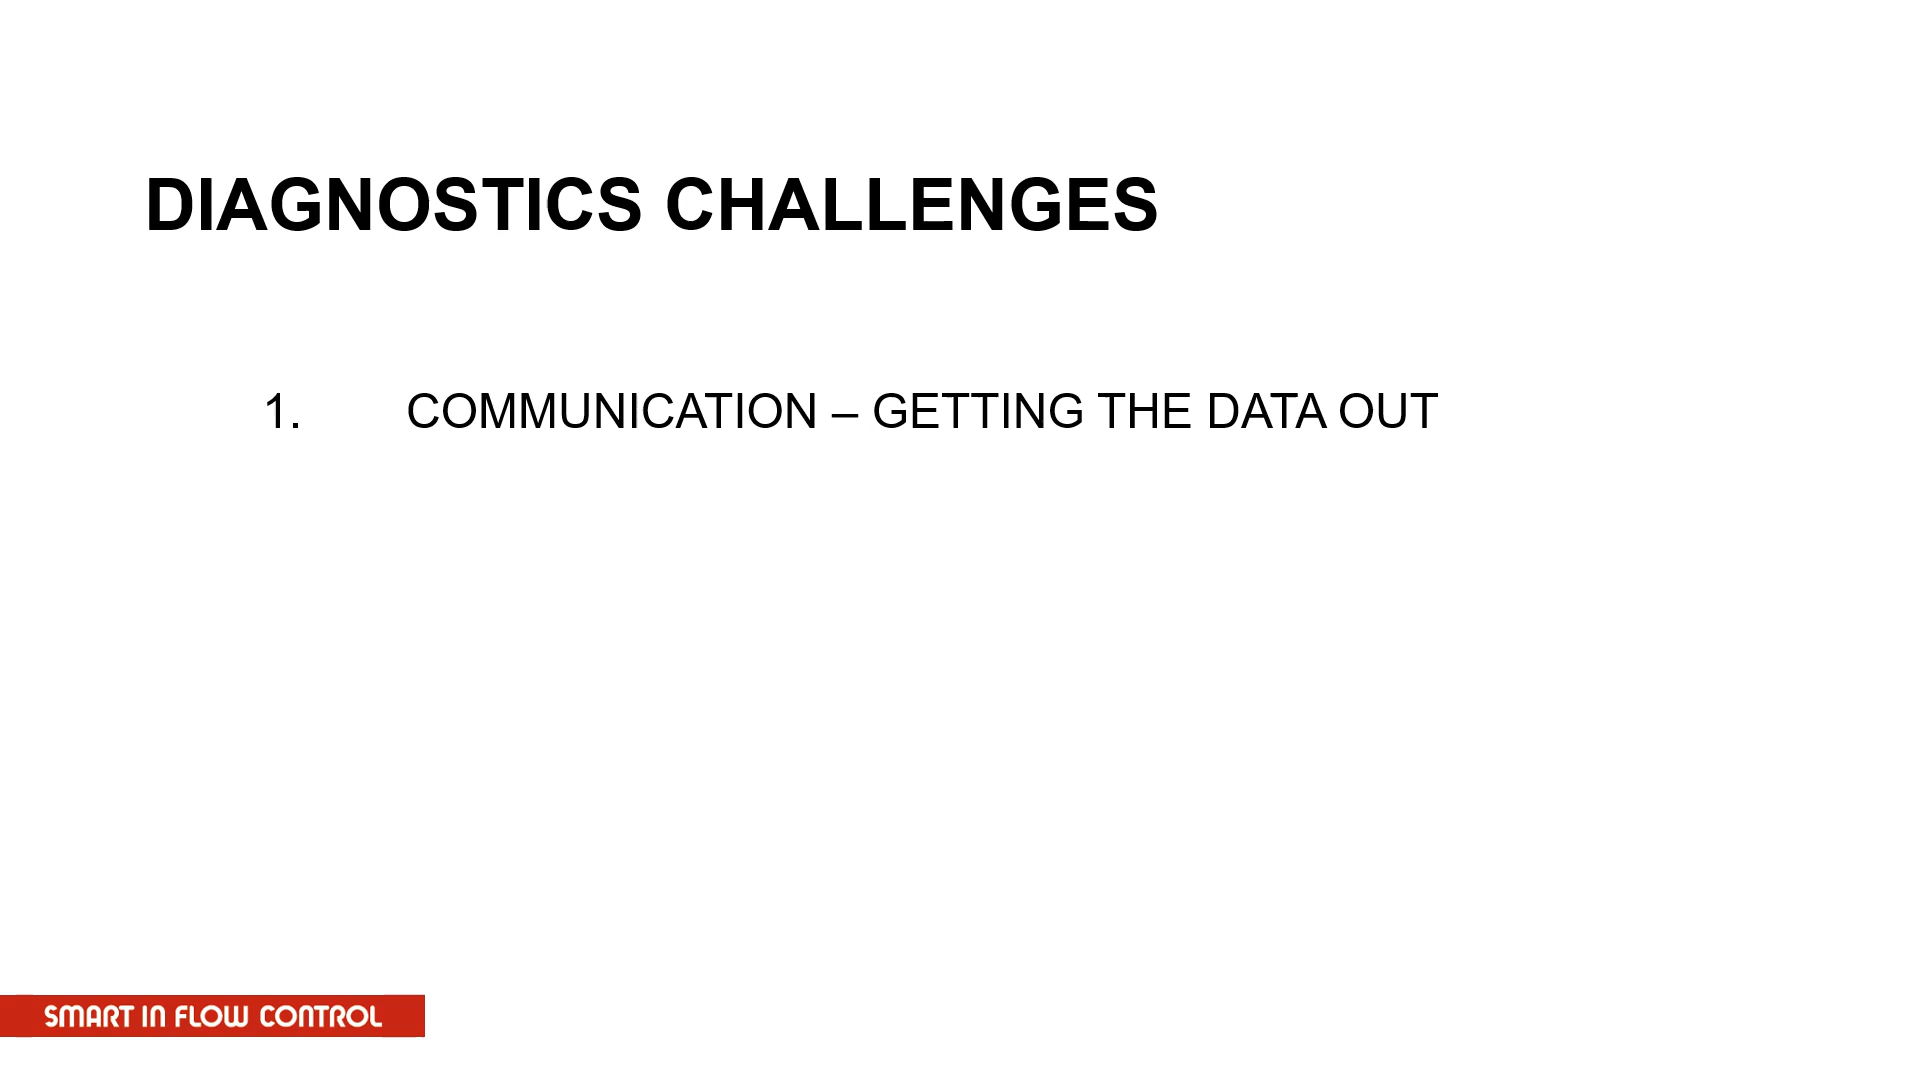 DIAGNOSTICS CHALLENGES
1. COMMUNICATION – GETTING THE DATA OUT
SMART IN FLOW CONTROL